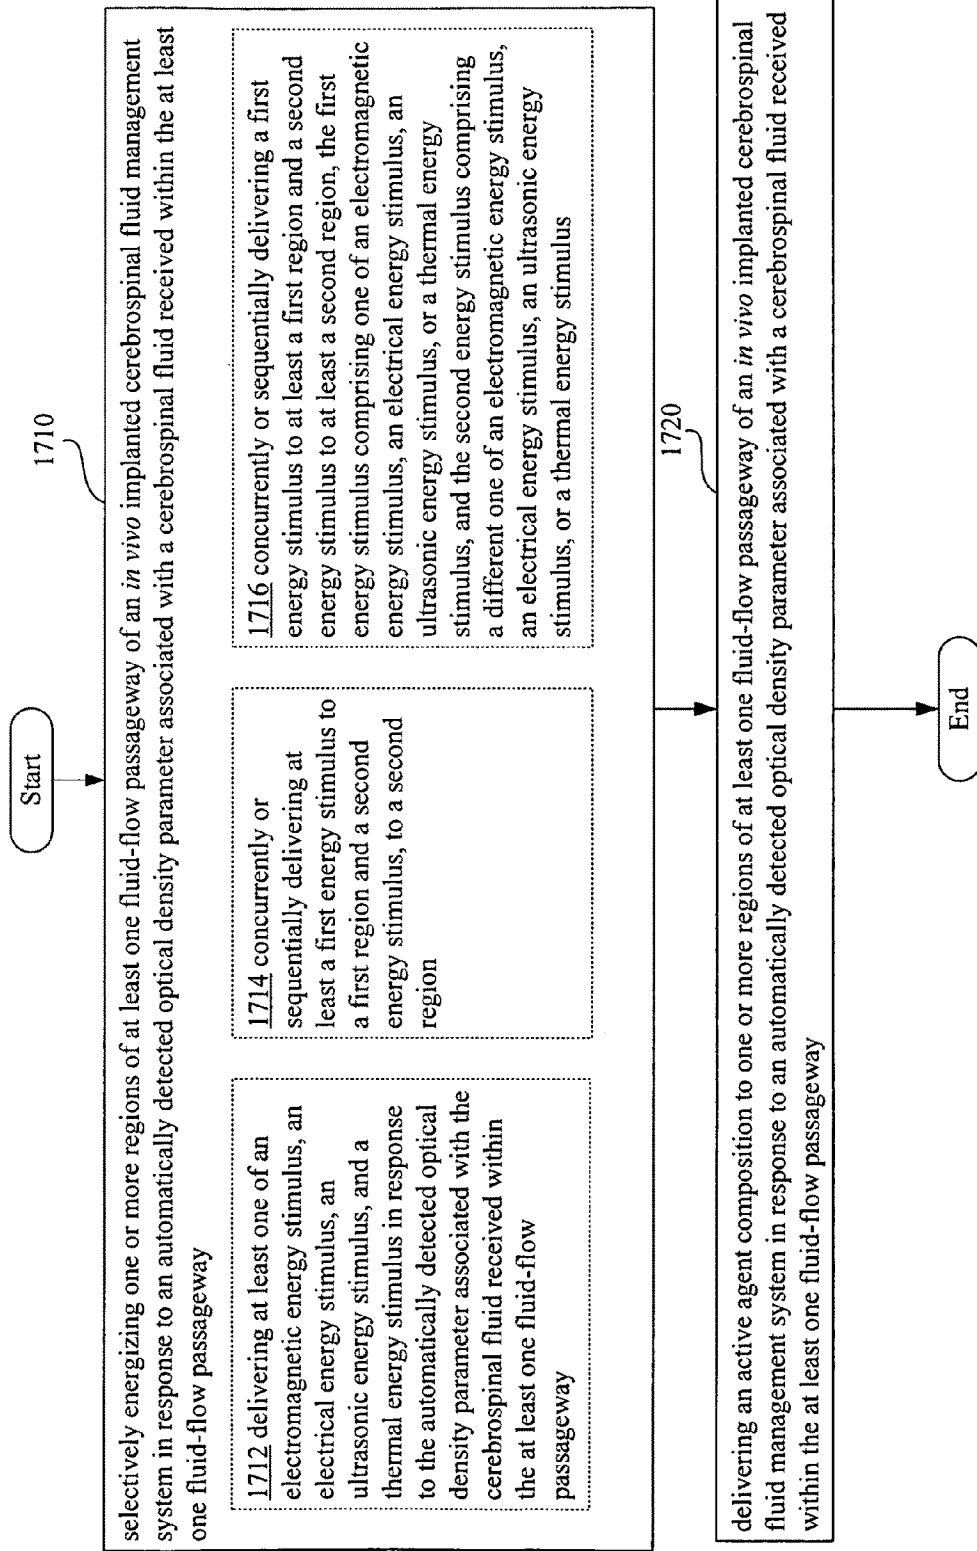 Start
1710
selectively energizing one or more regions of at least one fluid-flow passageway of an in vivo implanted cerebrospinal fluid management
system in response to an automatically detected optical density parameter associated with a cerebrospinal fluid received within the at least
one fluid-flow passageway
1712 delivering at least one of an
electromagnetic energy stimulus, an
electrical energy stimulus, an
ultrasonic energy stimulus, and a
thermal energy stimulus in response
to the automatically detected optical
density parameter associated with the
cerebrospinal fluid received within
the at least one fluid-flow
passageway
1714 concurrently or
sequentially delivering at
least a first energy stimulus to
a first region and a second
energy stimulus, to a second
region
1716 concurrently or sequentially delivering a first
energy stimulus to at least a first region and a second
energy stimulus to at least a second region, the first
energy stimulus comprising one of an electromagnetic
energy stimulus, an electrical energy stimulus, an
ultrasonic energy stimulus, or a thermal energy
stimulus, and the second energy stimulus comprising
a different one of an electromagnetic energy stimulus,
an electrical energy stimulus, an ultrasonic energy
stimulus, or a thermal energy stimulus
1720
delivering an active agent composition to one or more regions of at least one fluid-flow passageway of an in vivo implanted cerebrospinal
fluid management system in response to an automatically detected optical density parameter associated with a cerebrospinal fluid received
within the at least one fluid-flow passageway
End